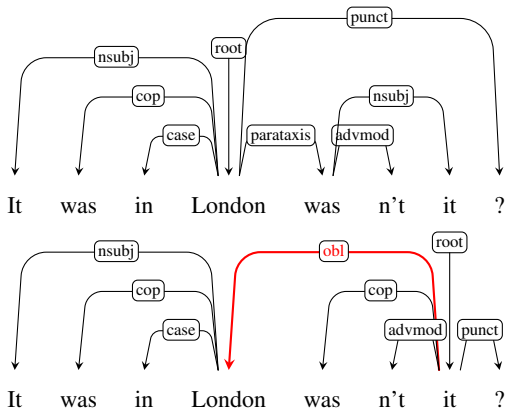 punct
root
nsubj
cop nsubj
case parataxis advmod
It was in London was n't it ?
root
nsubj obl
cop cop
case advmod punct
It was in London was n't it ?